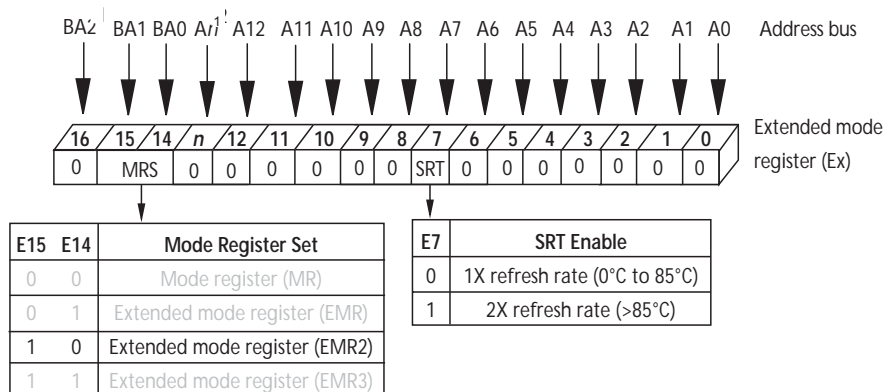 BA2 BA1 BA0 An A12 A11 A10 A9 A8 A7 A6 A5 A4 A3 A2 A1 A0 Address bus
16 15 14 n 12 11 10 9 8 7 6 5 4 3 2 1 0 Extended mode
0 MRS 0 0 0 0 0 0 SRT 0 0 0 0 0 0 0 register (Ex)
E15 E14 Mode Register Set
0 0 Mode register (MR)
0 1 Extended mode register (EMR)
1 0 Extended mode register (EMR2)
1 1 Extended mode register (EMR3)
E7 SRT Enable
0 1X refresh rate (0°C to 85°C)
1 2X refresh rate (>85°C)